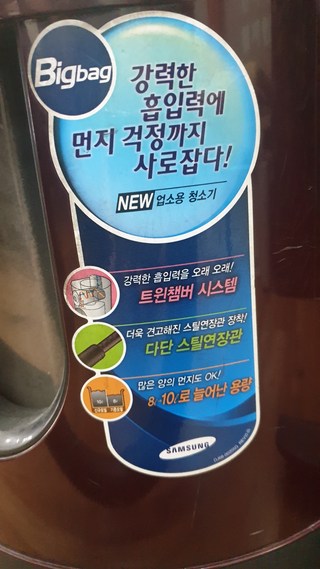 Bigbag
강력한
흡입력에
먼지 걱정까지
사로잡다!
NEW 업소용 청소기
강력한 흡입력을 오래 오래!
트윈챔버 시스템
더욱 견고해진 스틸연장관 장착!
다단 스틸연장관
많은 양의 먼지도 OK!
8, 10ℓ로 늘어난 용량
SAMSUNG